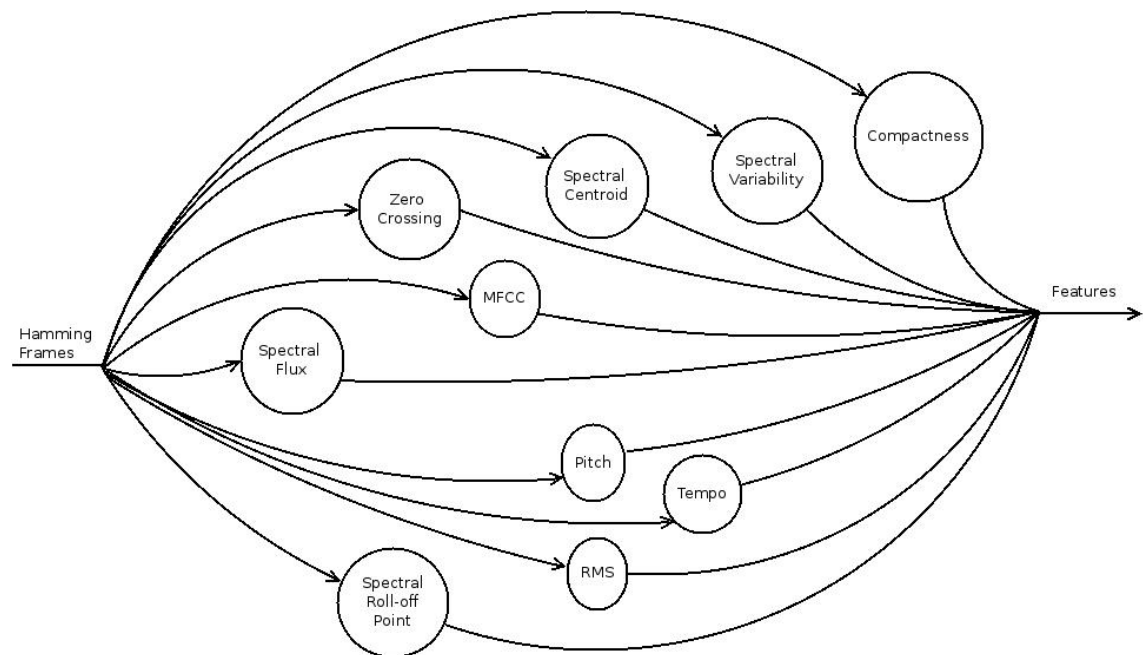 Compactness
Spectral
Variability
Spectral
Centroid
Zero
Crossing
MFCC
Features
Hamming
Frames
Spectral
Flux
Pitch
Tempo
RMS
Spectral
Roll-off
Point